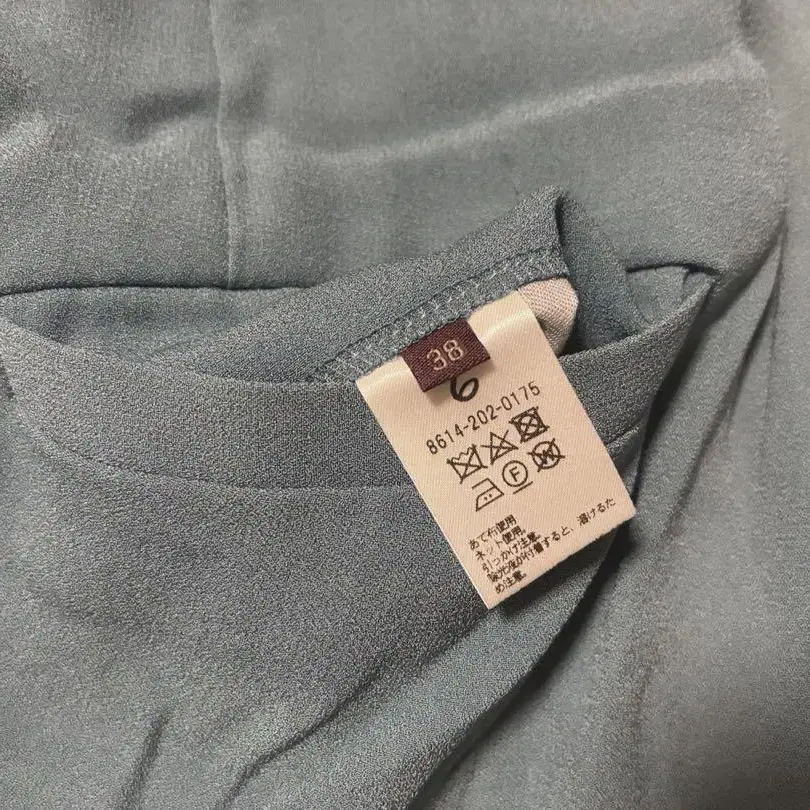 38
6
8614-202-0175
F
W
あて布使用
ネット使用。
引っかけ注意。
除光液が付着すると、溶けるた
め注意。